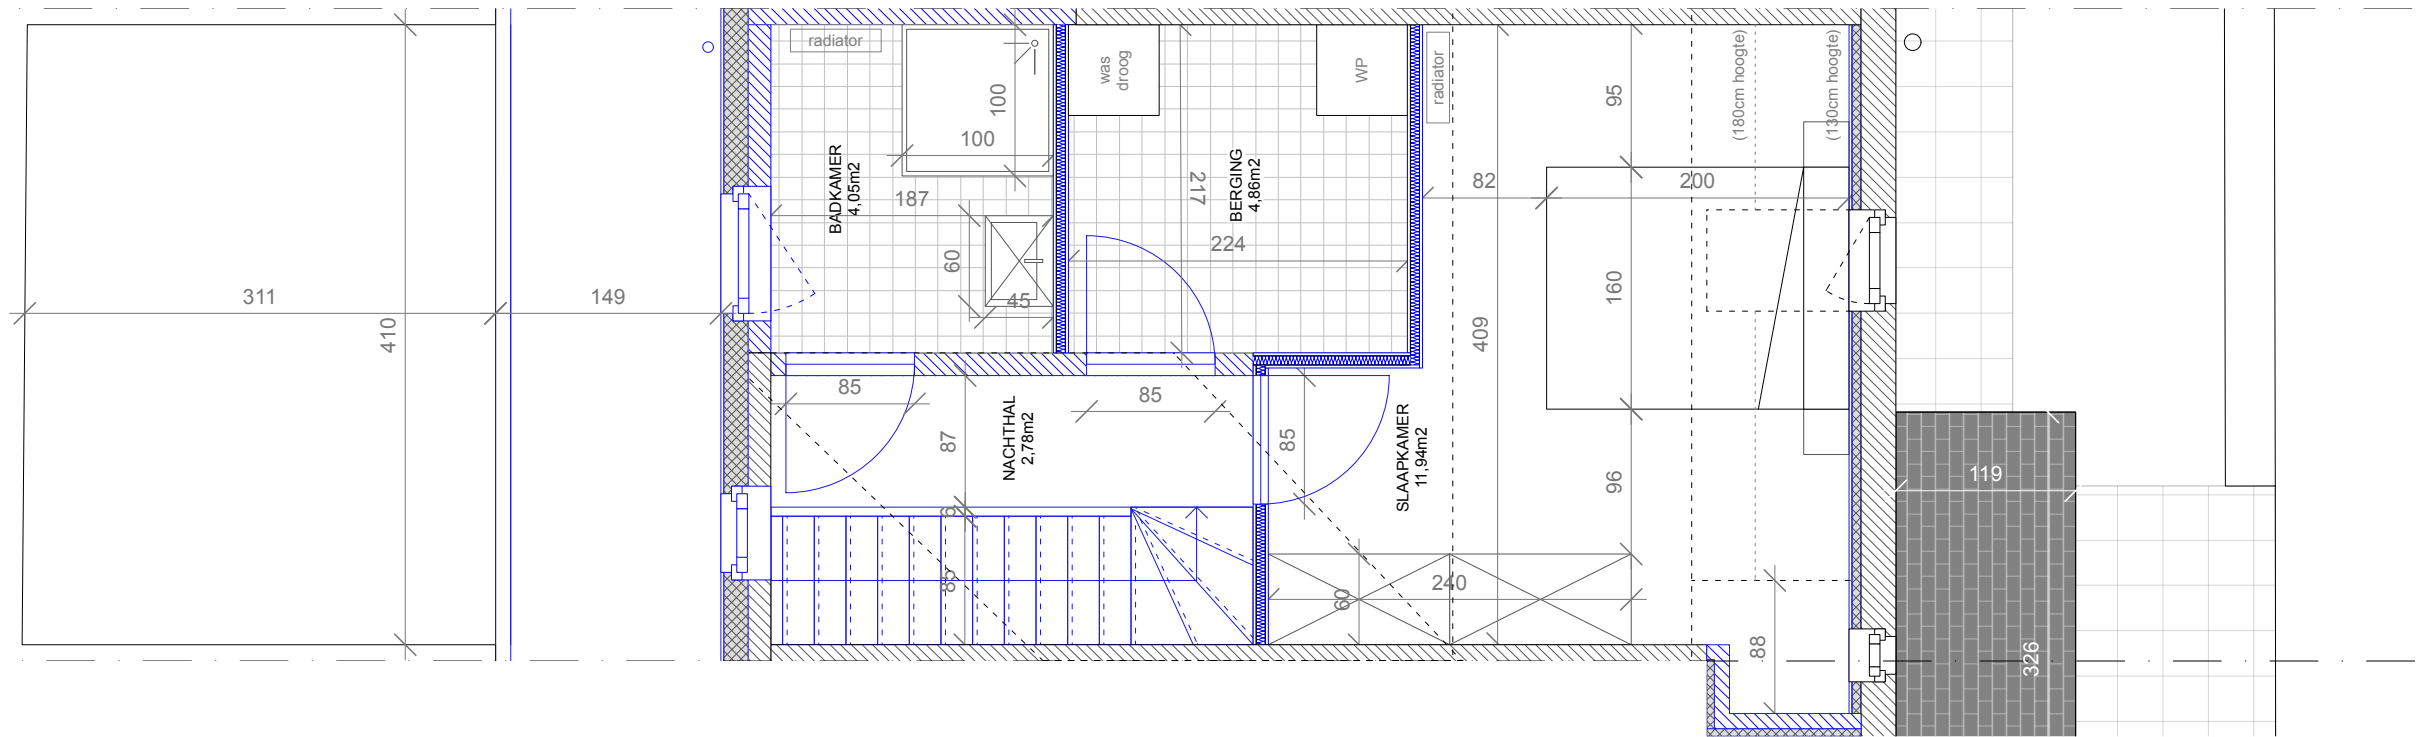 radiator
was
droog
WP
radiator
(180cm hoogte)
(130cm hoogte)
95
100
100
BADKAMER
4,05m2
187
217
BERGING
4,86m2
82
200
224
60
45
311
149
160
410
409
85
85
87
NACHTHAL
2,78m2
85
SLAAPKAMER
11,94m2
96
119
6
85
240
60
88
326